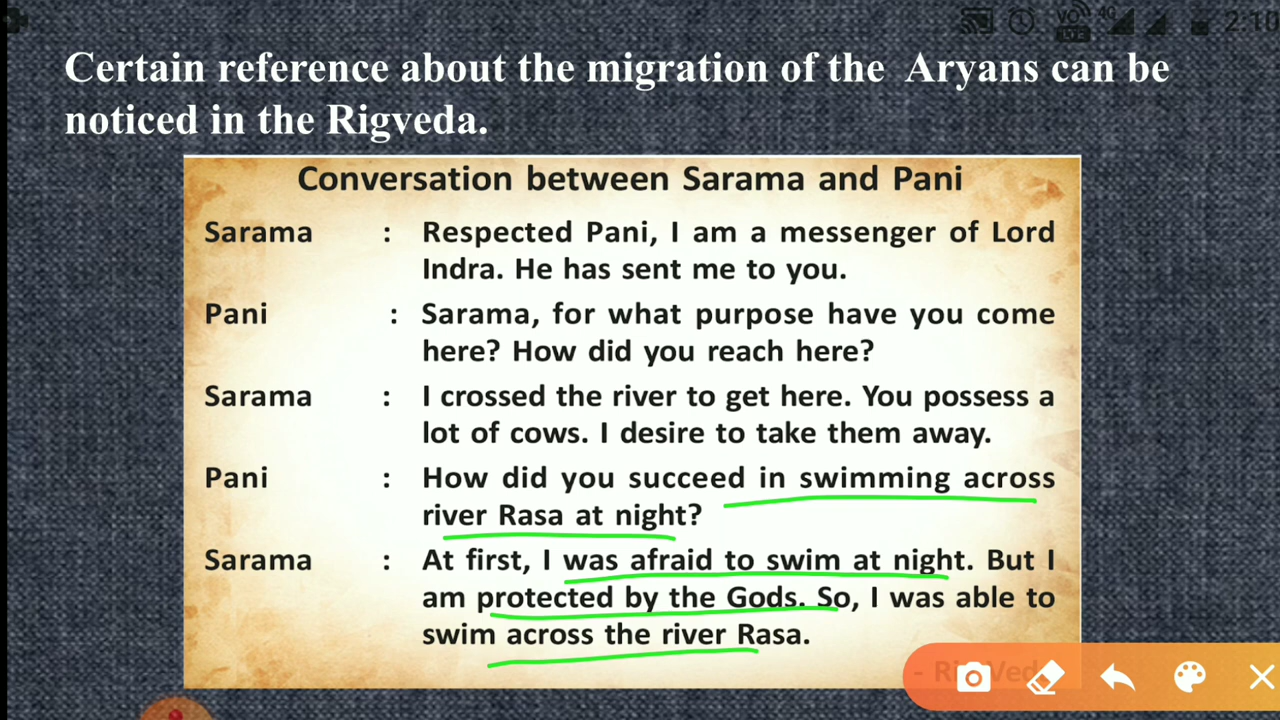 VO
LTE
4G
2:10
Certain reference about the migration of the Aryans can be
noticed in the Rigveda.
Conversation between Sarama and Pani
Sarama : Respected Pani, I am a messenger of Lord
Indra. He has sent me to you.
Pani : Sarama, for what purpose have you come
here? How did you reach here?
Sarama : I crossed the river to get here. You possess a
lot of cows. I desire to take them away.
Pani : How did you succeed in swimming across
river Rasa at night?
Sarama : At first, I was afraid to swim at night. But I
am protected by the Gods. So, I was able to
swim across the river Rasa.